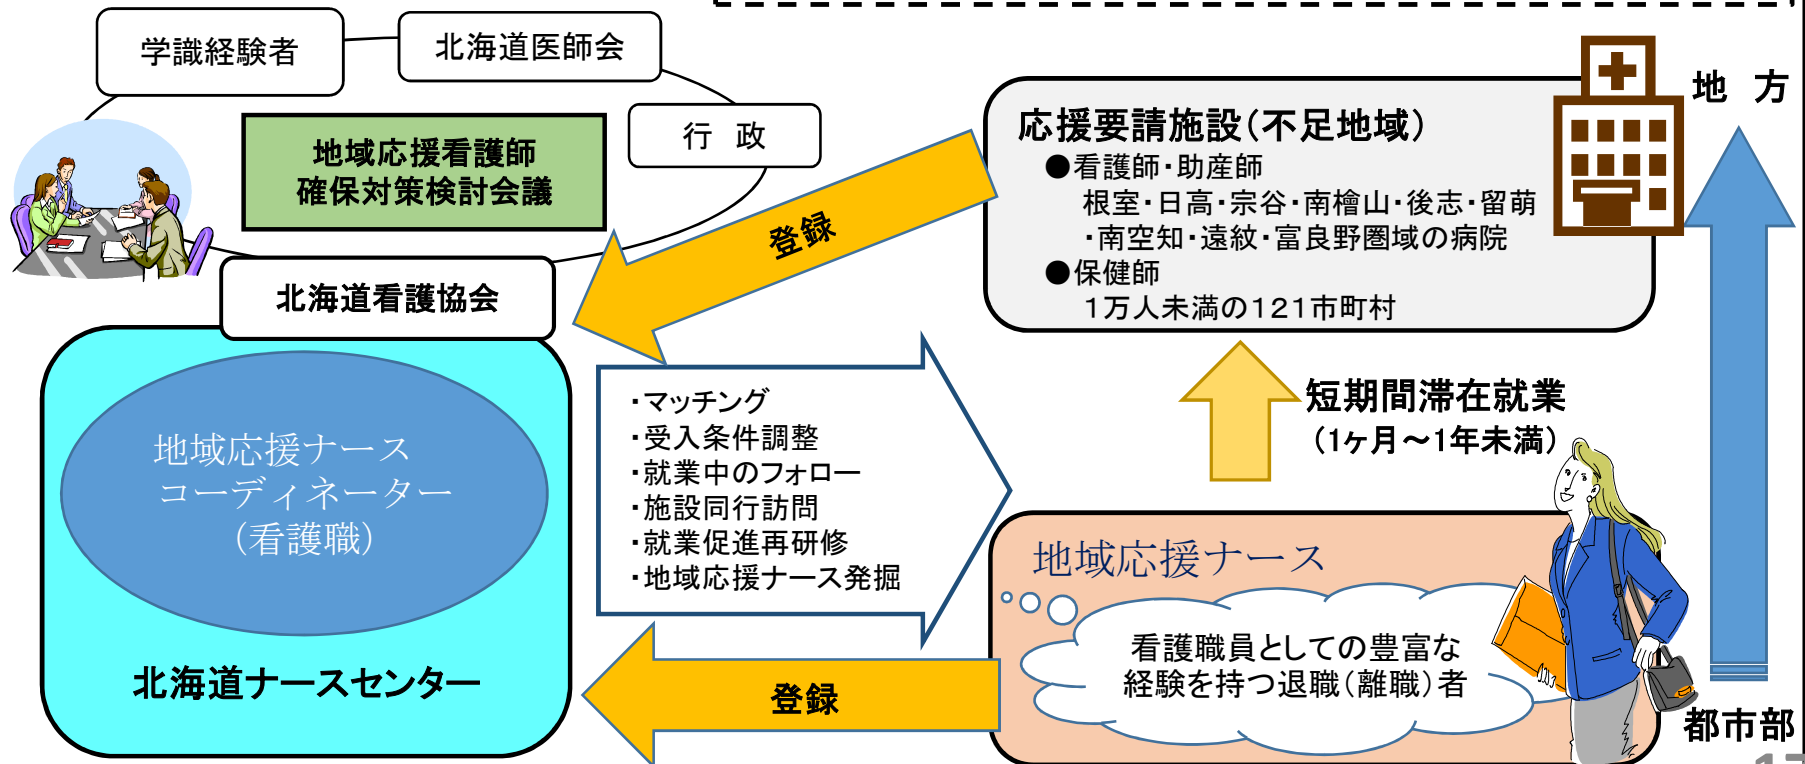 学識経験者
北海道医師会
行 政
地域応援看護師
確保対策検討会議
北海道看護協会
地域応援ナース
コーディネーター
(看護職)
北海道ナースセンター
登録
・マッチング
・受入条件調整
・就業中のフォロー
・施設同行訪問
・就業促進再研修
・地域応援ナース発掘
登録
応援要請施設(不足地域)
●看護師・助産師
根室・日高・宗谷・南檜山・後志・留萌
・南空知・遠紋・富良野圏域の病院
●保健師
1万人未満の121市町村
地 方
短期間滞在就業
(1ヶ月～1年未満)
地域応援ナース
看護職員としての豊富な
経験を持つ退職(離職)者
都市部